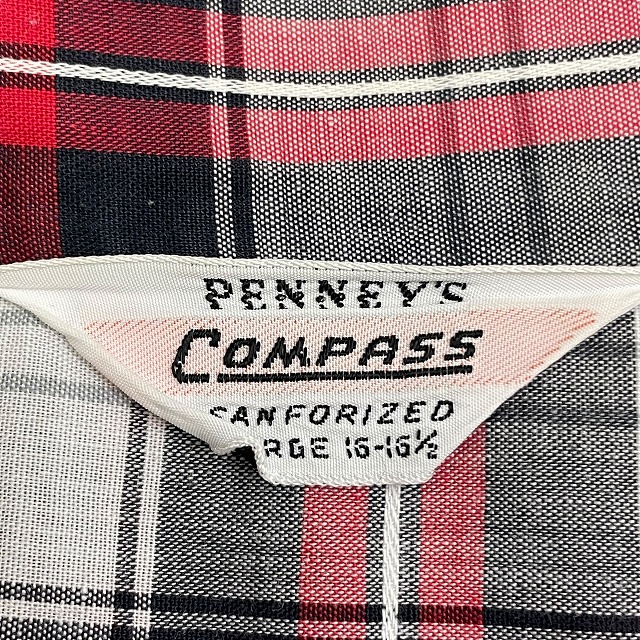 PENNEY'S
COMPASS
SANFORIZED
RGE 16-16½